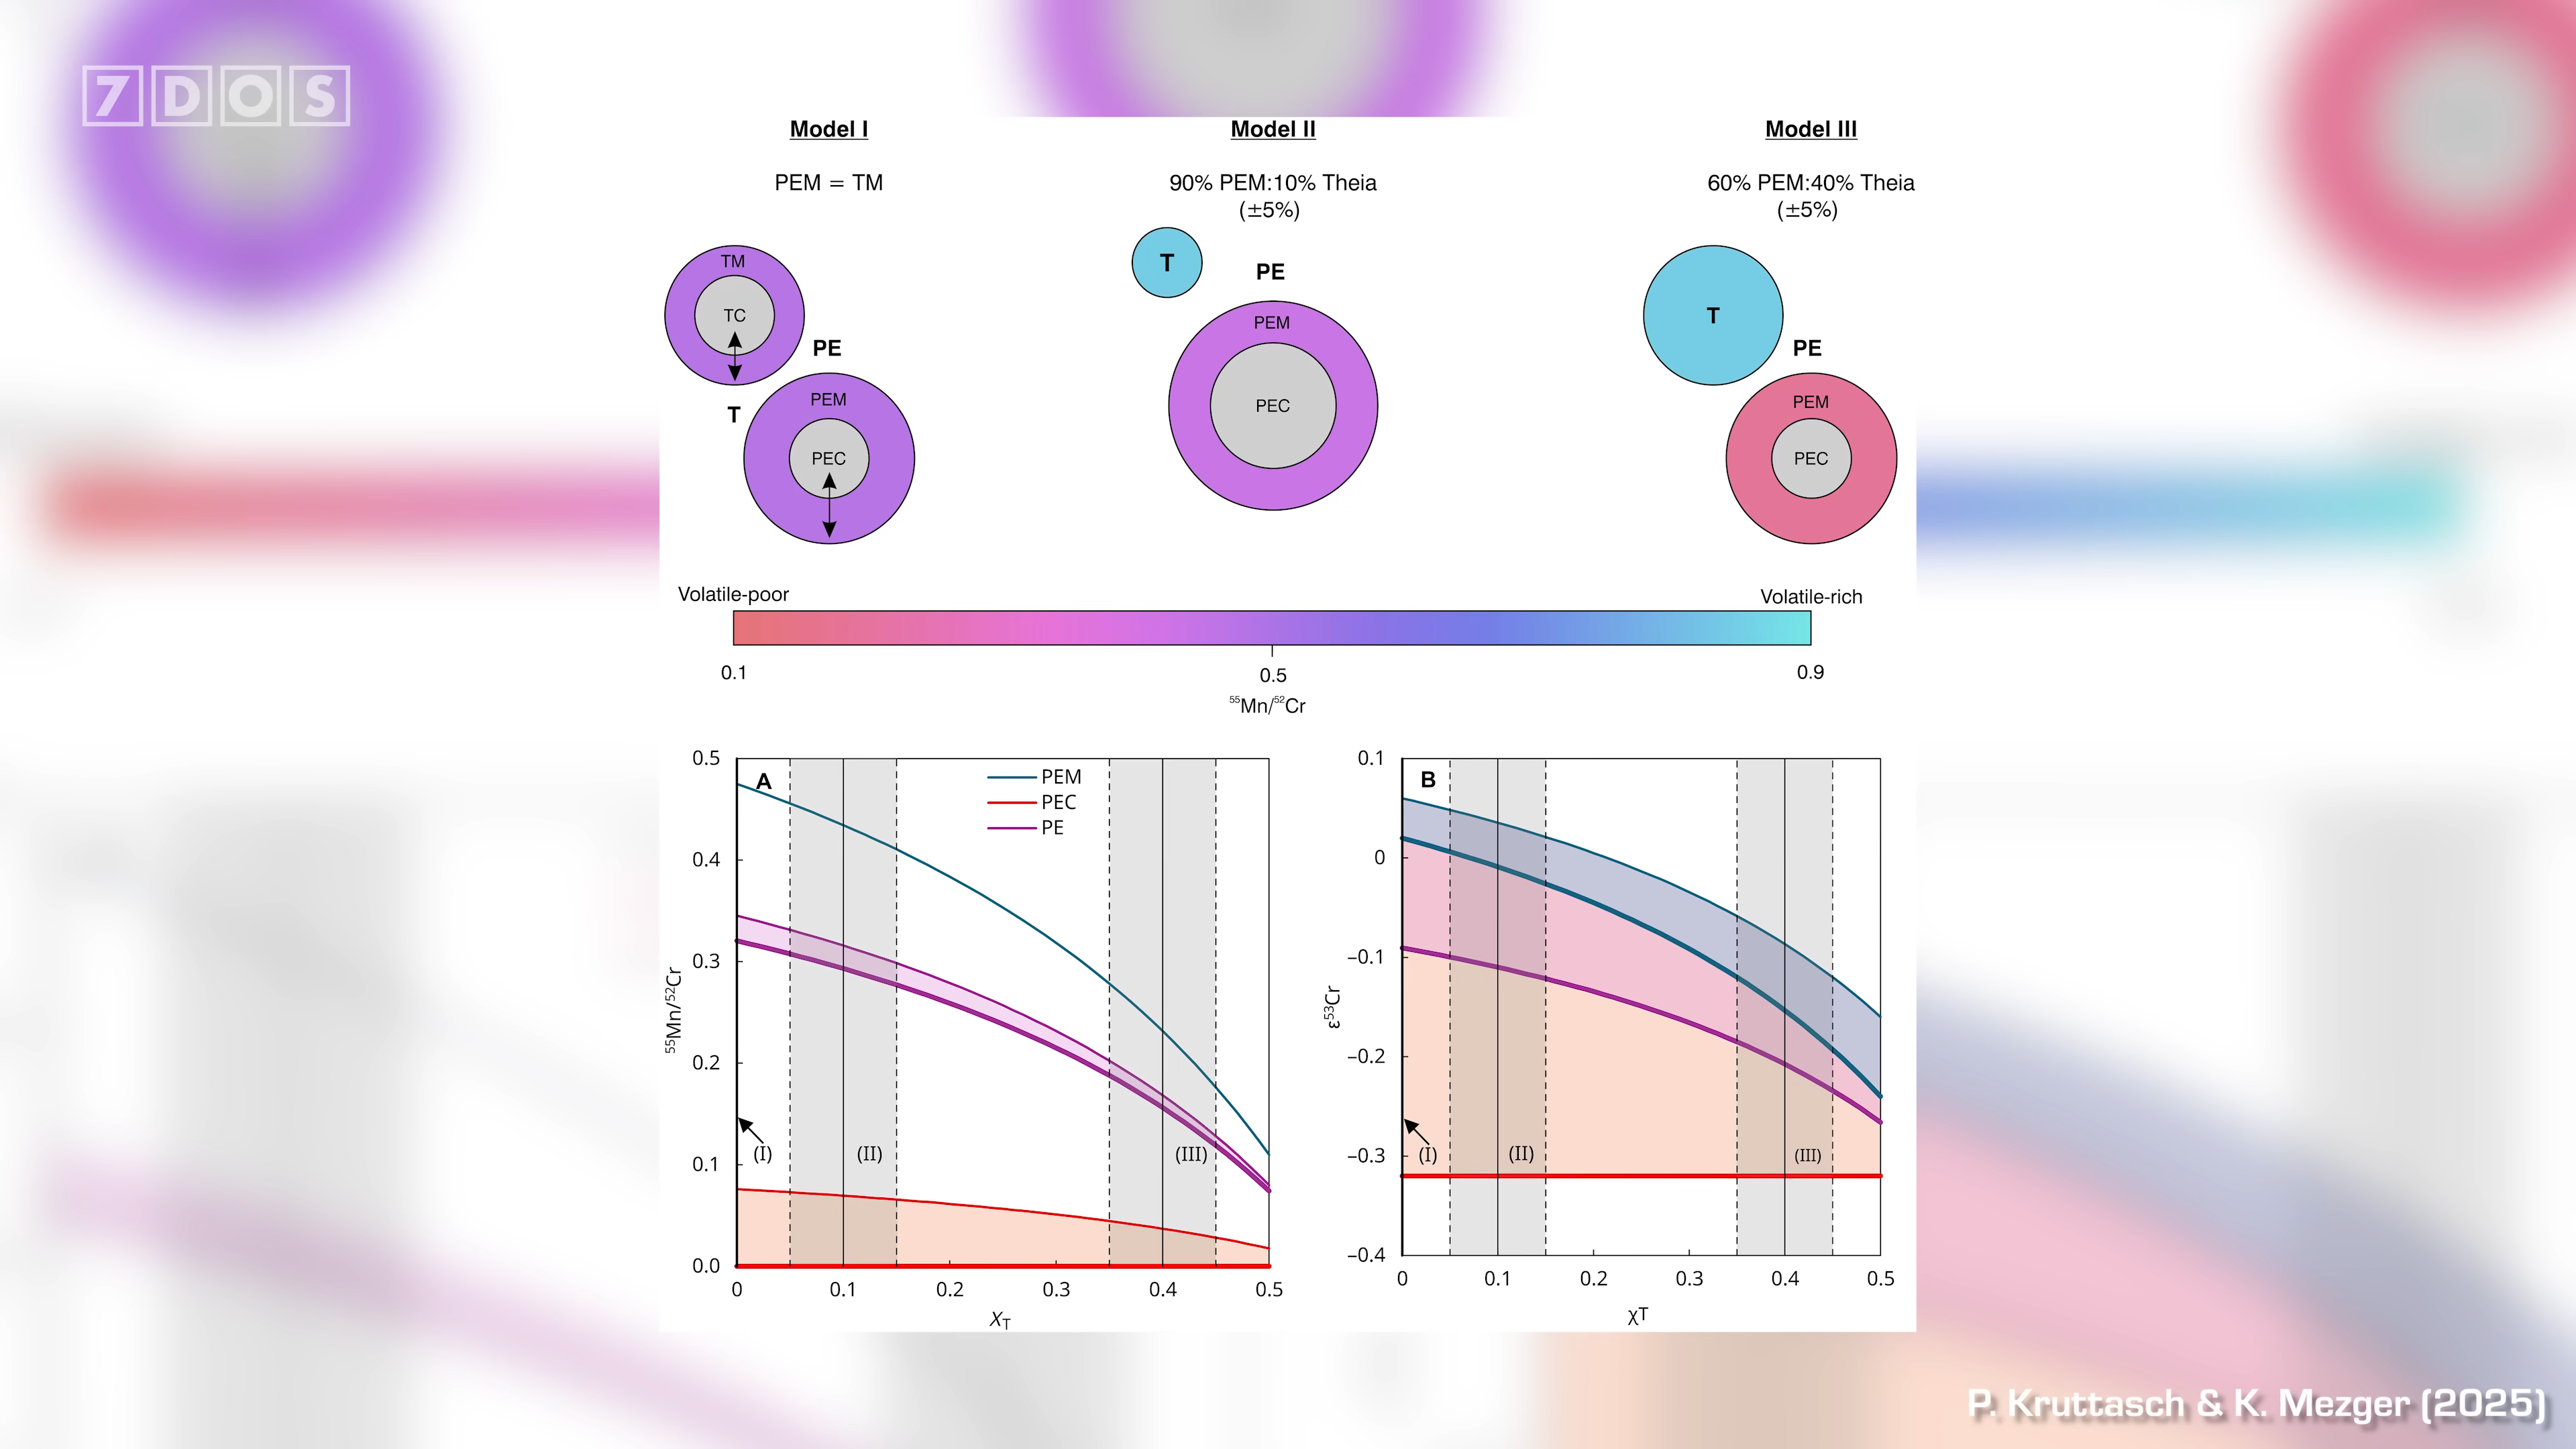 7DOS
Model I
Model II
Model III
PEM = TM
90% PEM:10% Theia
(±5%)
60% PEM:40% Theia
(±5%)
TM
TC
PE
T
PEM
PEC
T
PE
PEM
PEC
T
PE
PEM
PEC
Volatile-poor
Volatile-rich
0.1
0.5
0.9
⁵⁵Mn/⁵²Cr
A
PEM
PEC
PE
0.5
0.4
0.3
0.2
0.1
0.0
⁵⁵Mn/⁵²Cr
(I)
(II)
(III)
0 0.1 0.2 0.3 0.4 0.5
X_T
B
0.1
0
−0.1
−0.2
−0.3
−0.4
ε⁵³Cr
(I)
(II)
(III)
0 0.1 0.2 0.3 0.4 0.5
χT
P. Kruttasch & K. Mezger (2025)